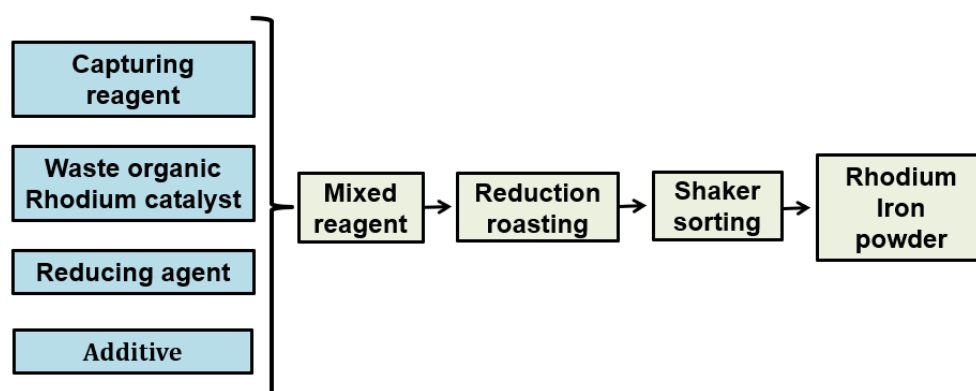 Capturing
reagent
Waste organic
Rhodium catalyst
Reducing agent
Additive
Mixed
reagent
Reduction
roasting
Shaker
sorting
Rhodium
Iron
powder